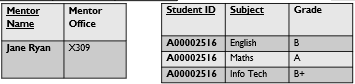 Mentor Name Mentor Office
Jane Ryan X309
Student ID Subject Grade
A00002516 English B
A00002516 Maths A
A00002516 Info Tech B+